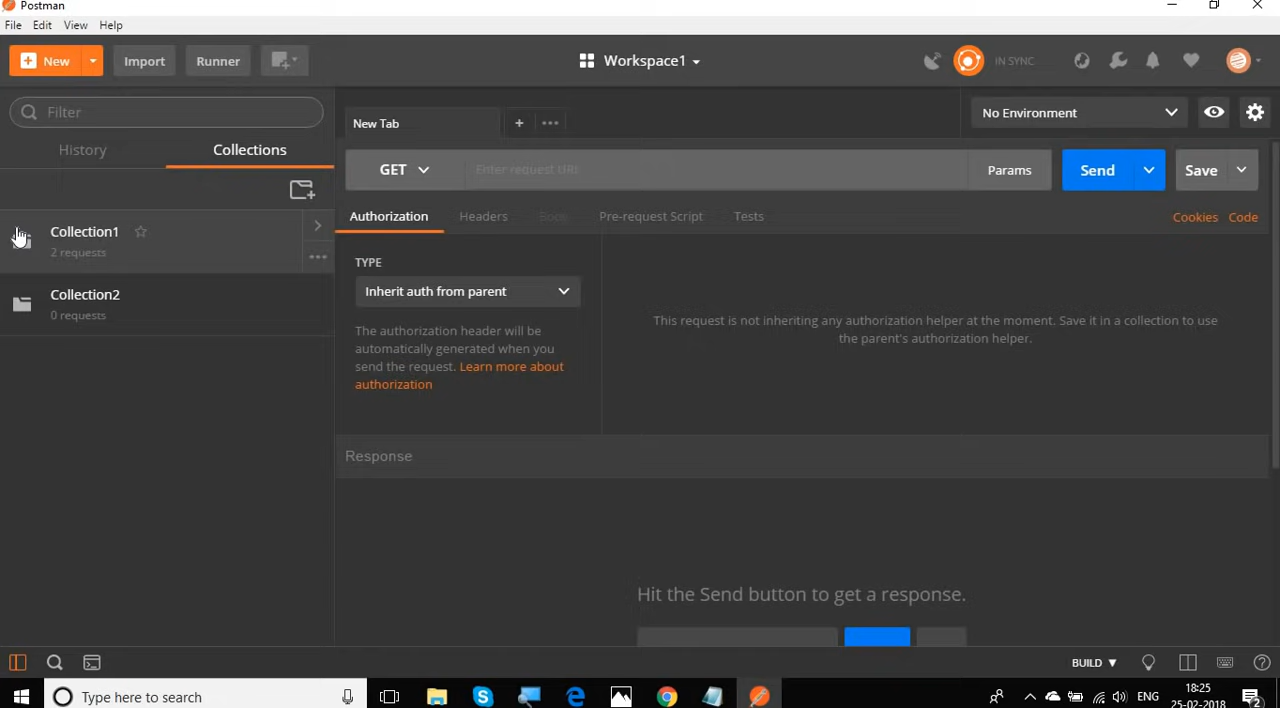 Postman
File Edit View Help
New Import Runner Workspace1 IN SYNC
Filter
New Tab + No Environment
History Collections
GET Enter request URL Params Send Save
Authorization Headers Body Pre-request Script Tests Cookies Code
Collection1
2 requests
Collection2
0 requests
TYPE
Inherit auth from parent
The authorization header will be
automatically generated when you
send the request. Learn more about
authorization
This request is not inheriting any authorization helper at the moment. Save it in a collection to use
the parent's authorization helper.
Response
Hit the Send button to get a response.
BUILD
Type here to search
ENG
18:25
25-02-2018
2